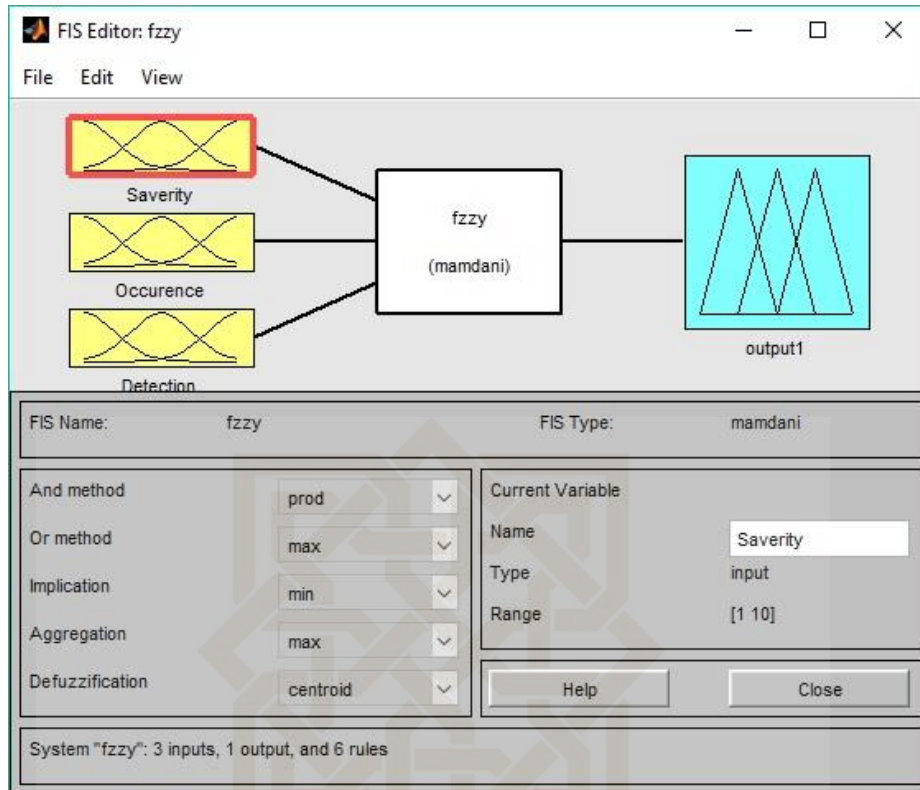 FIS Editor: fzzy
File Edit View
Saverity
Occurence
Detection
fzzy
(mamdani)
output1
FIS Name: fzzy FIS Type: mamdani
And method prod
Or method max
Implication min
Aggregation max
Defuzzification centroid
Current Variable
Name Saverity
Type input
Range [1 10]
Help Close
System "fzzy": 3 inputs, 1 output, and 6 rules